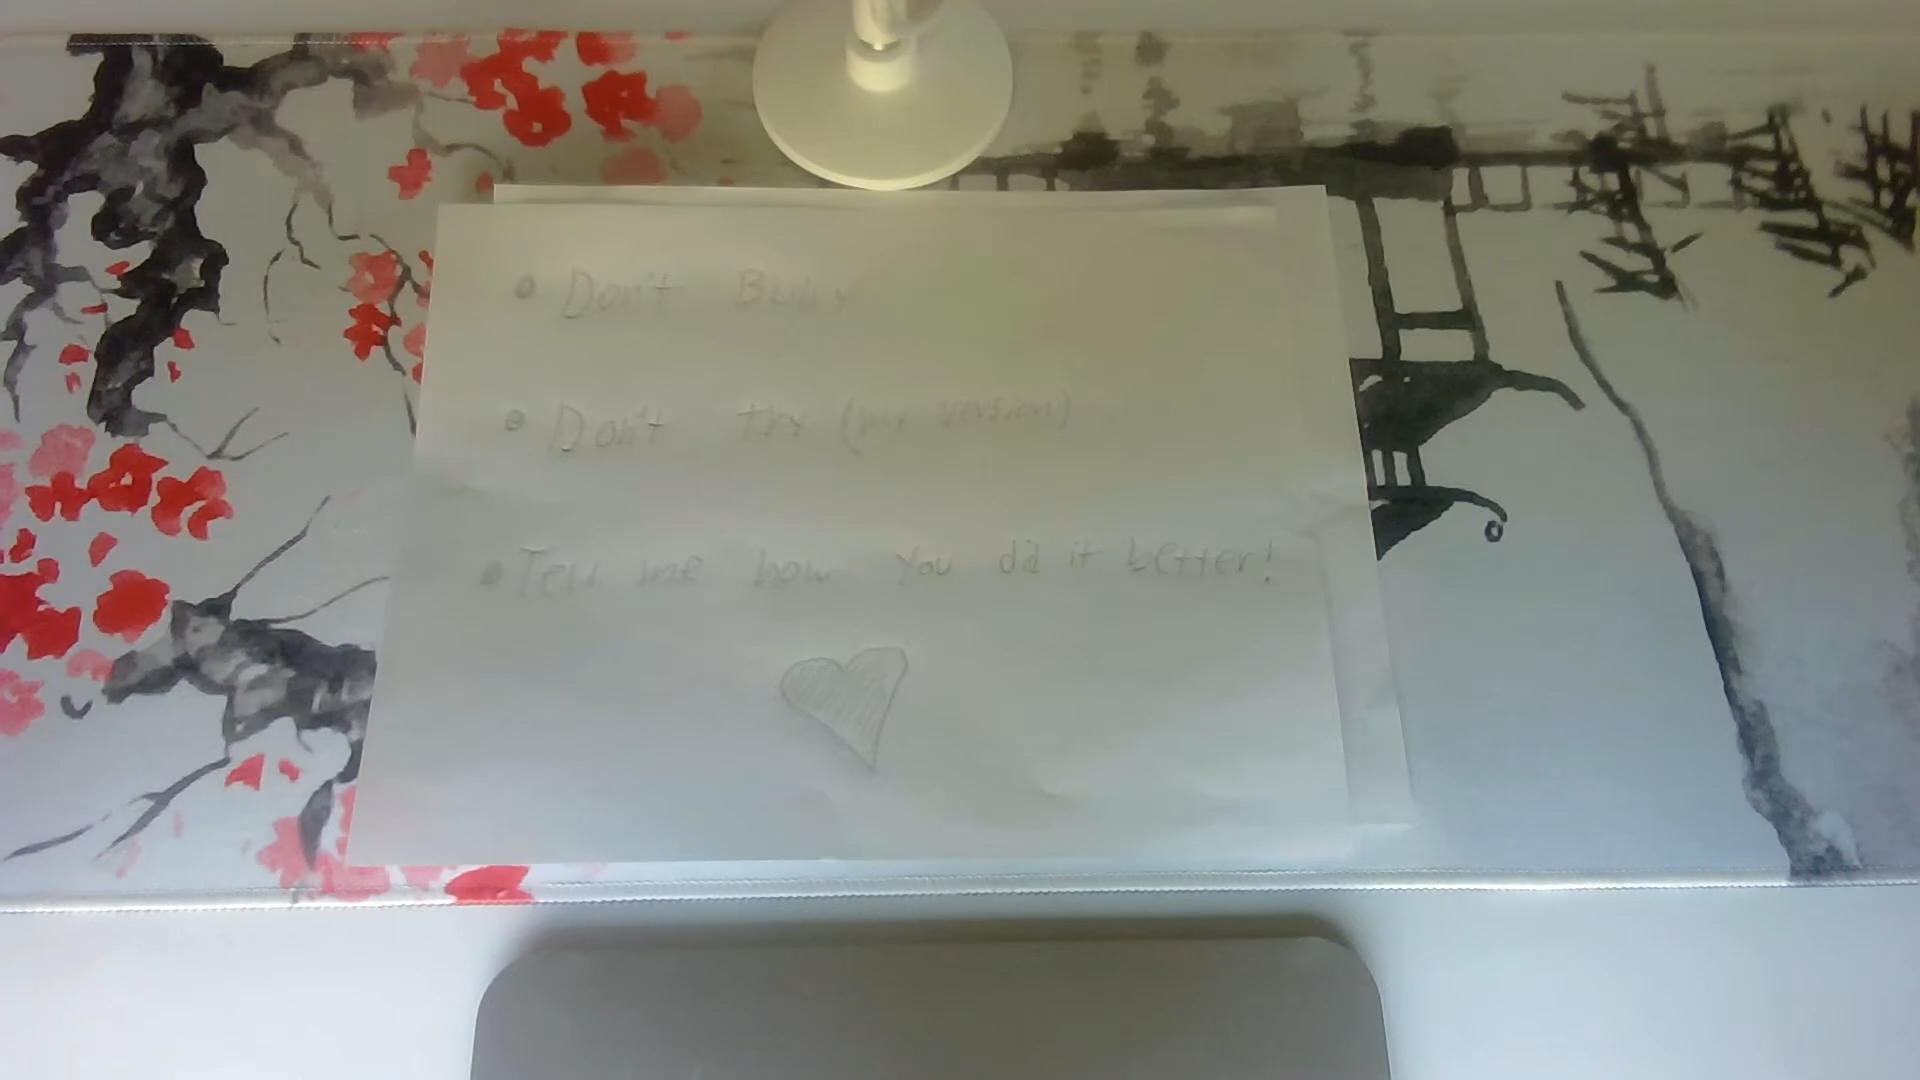 • Don't Bully
• Don't try (my version)
• Tell me how you did it better!